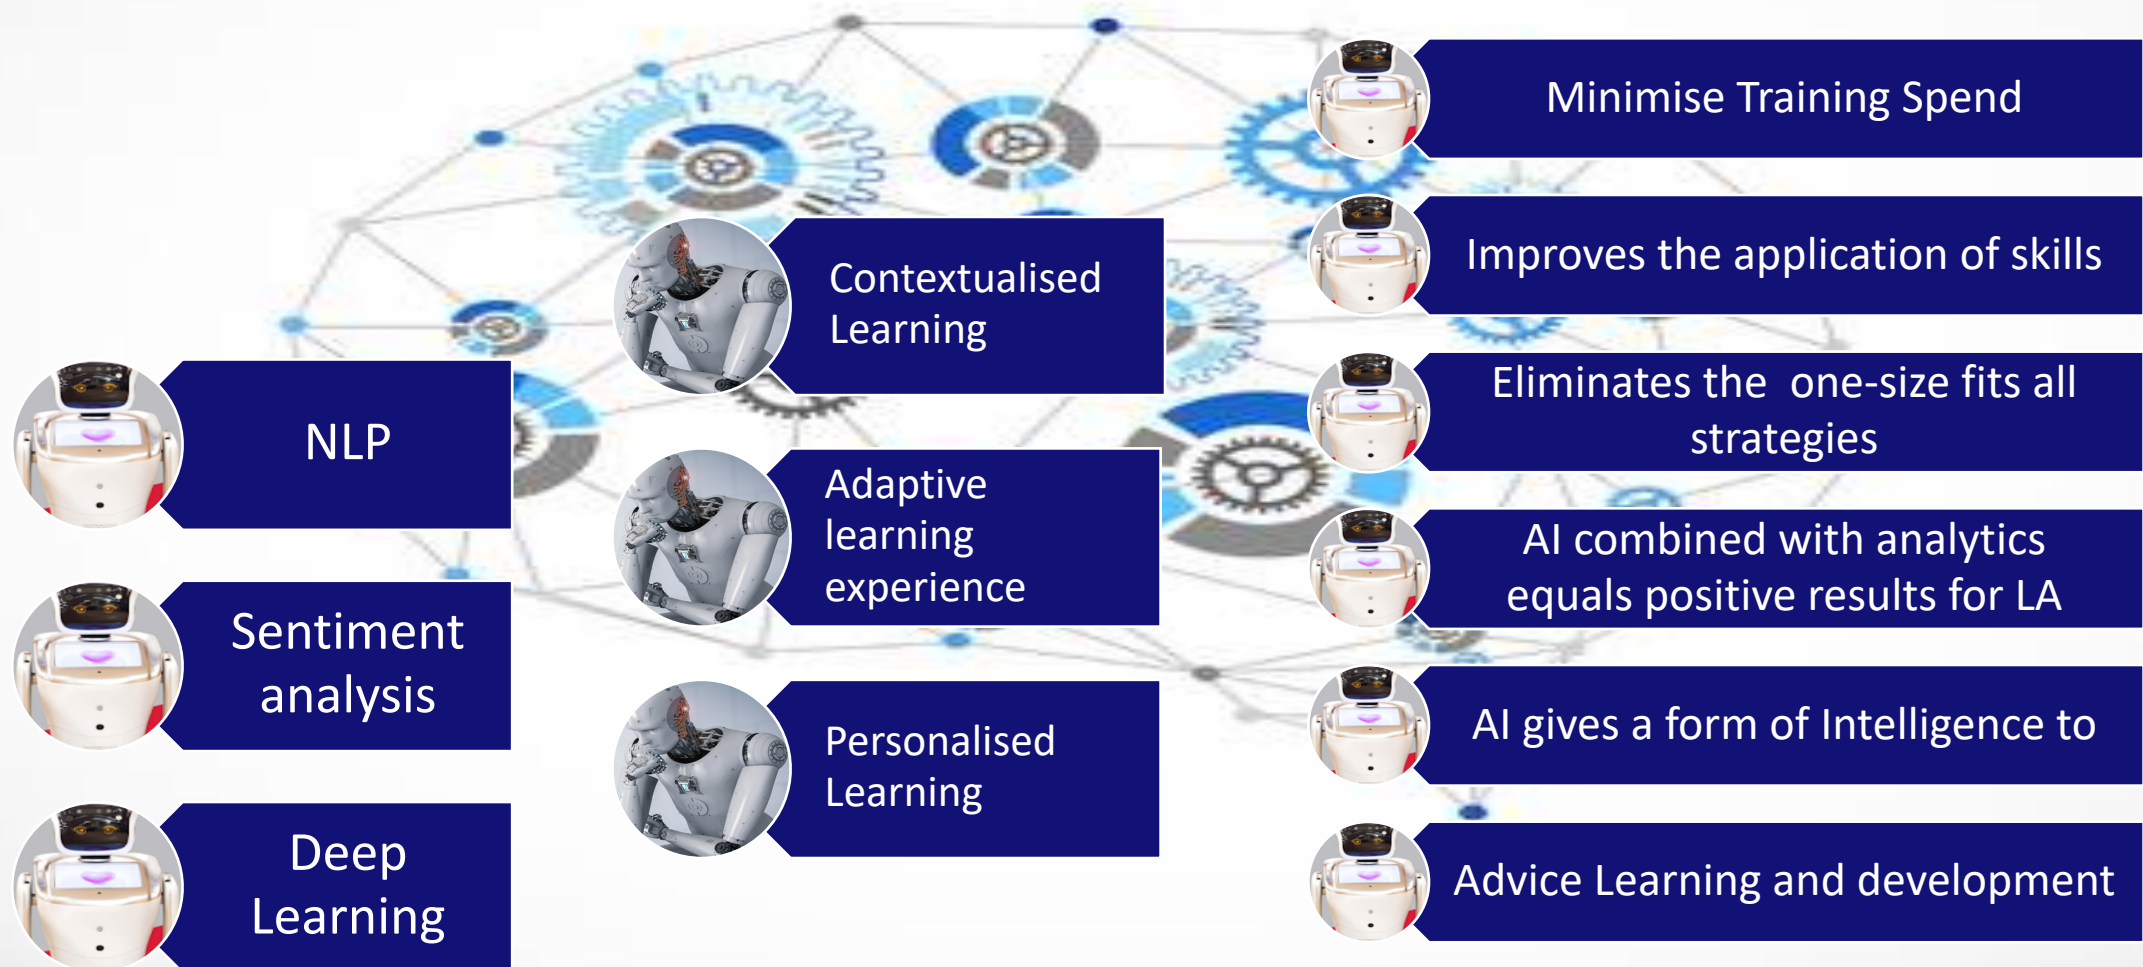 NLP
Sentiment
analysis
Deep
Learning
Contextualised
Learning
Adaptive
learning
experience
Personalised
Learning
Minimise Training Spend
Improves the application of skills
Eliminates the  one-size fits all
strategies
AI combined with analytics
equals positive results for LA
AI gives a form of Intelligence to
Advice Learning and development